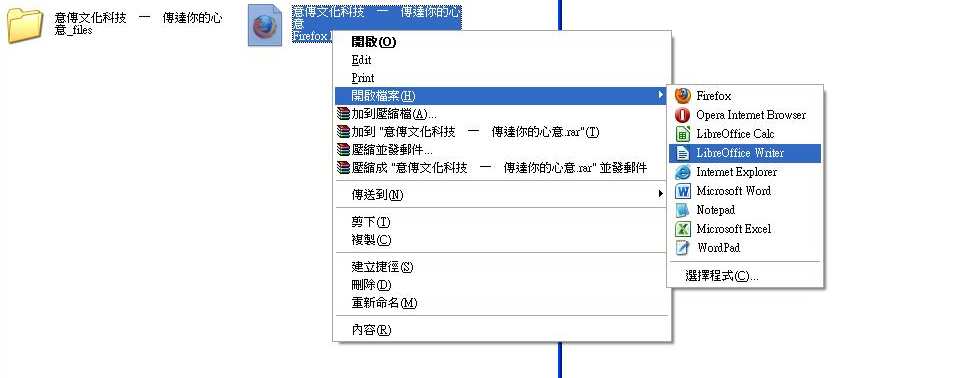 意傳文化科技　一　傳達你的心
意_files
意傳文化科技　一　傳達你的心
意
Firefox
開啟(O)
Edit
Print
開啟檔案(H)
加到壓縮檔(A)...
加到 "意傳文化科技　一　傳達你的心意.rar"(T)
壓縮並發郵件...
壓縮成 "意傳文化科技　一　傳達你的心意.rar" 並發郵件
傳送到(N)
剪下(T)
複製(C)
建立捷徑(S)
刪除(D)
重新命名(M)
內容(R)
Firefox
Opera Internet Browser
LibreOffice Calc
LibreOffice Writer
Internet Explorer
Microsoft Word
Notepad
Microsoft Excel
WordPad
選擇程式(C)...